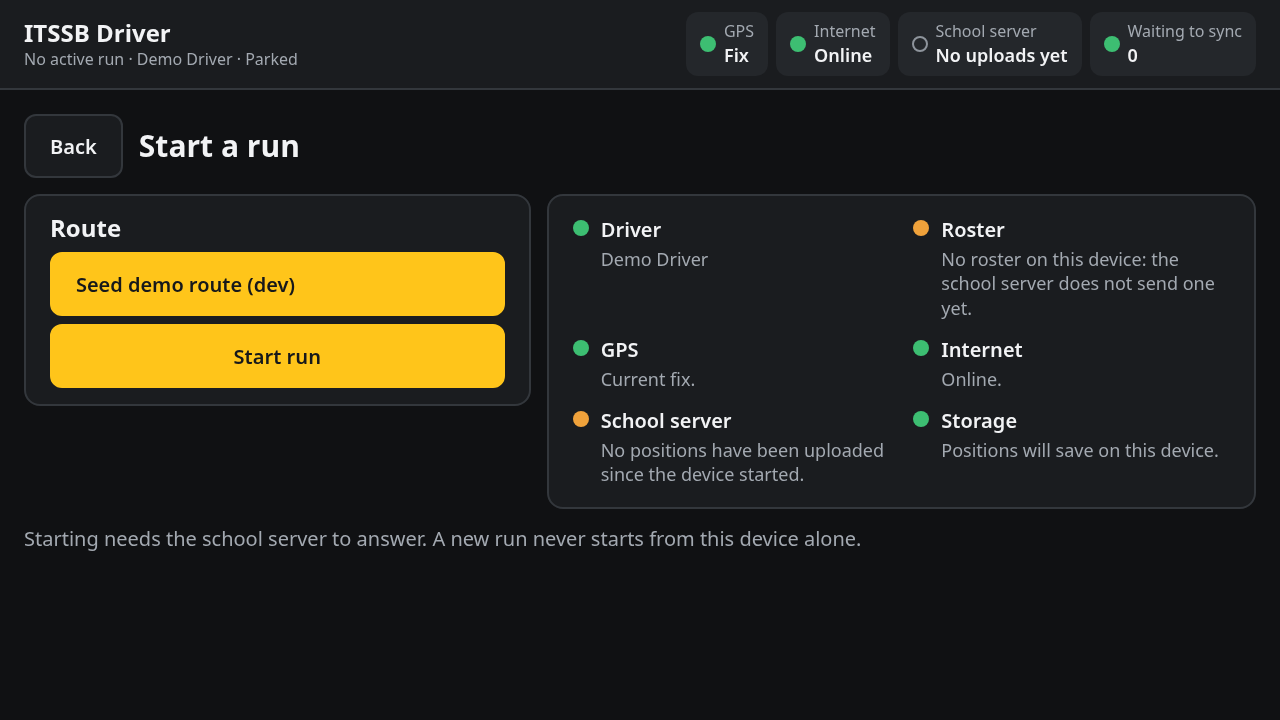 ITSSB Driver
No active run · Demo Driver · Parked
GPS
Fix
Internet
Online
School server
No uploads yet
Waiting to sync
0
Back
Start a run
Route
Seed demo route (dev)
Start run
Driver
Demo Driver
Roster
No roster on this device: the
school server does not send one
yet.
GPS
Current fix.
Internet
Online.
School server
No positions have been uploaded
since the device started.
Storage
Positions will save on this device.
Starting needs the school server to answer. A new run never starts from this device alone.